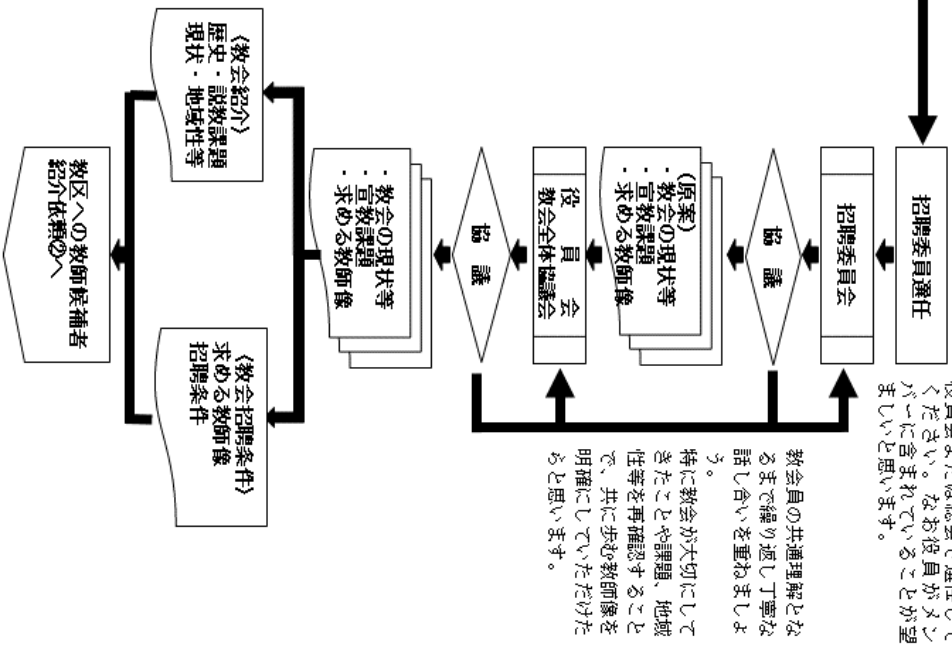 招聘委員選任
役員会または総会で選任して
ください。なお役員がメン
バーに含まれていることが望
ましいと思います。
招聘委員会
協　議
教会員の共通理解とな
るまで繰り返し丁寧な
話し合いを重ねましょ
う。
特に教会が大切にして
きたことや課題、地域
性等を再確認すること
で、共に歩む教師像を
明確にしていただけた
らと思います。
(原案)
・教会の現状等
・宣教課題
・求める教師像
役　員　会
教会全体協議会
協　議
・教会の現状等
・宣教課題
・求める教師像
〈教会紹介〉
歴史・説教課題
現状・地域性等
〈教会招聘条件〉
求める教師像
招聘条件
教区への教師候補者
紹介依頼②へ